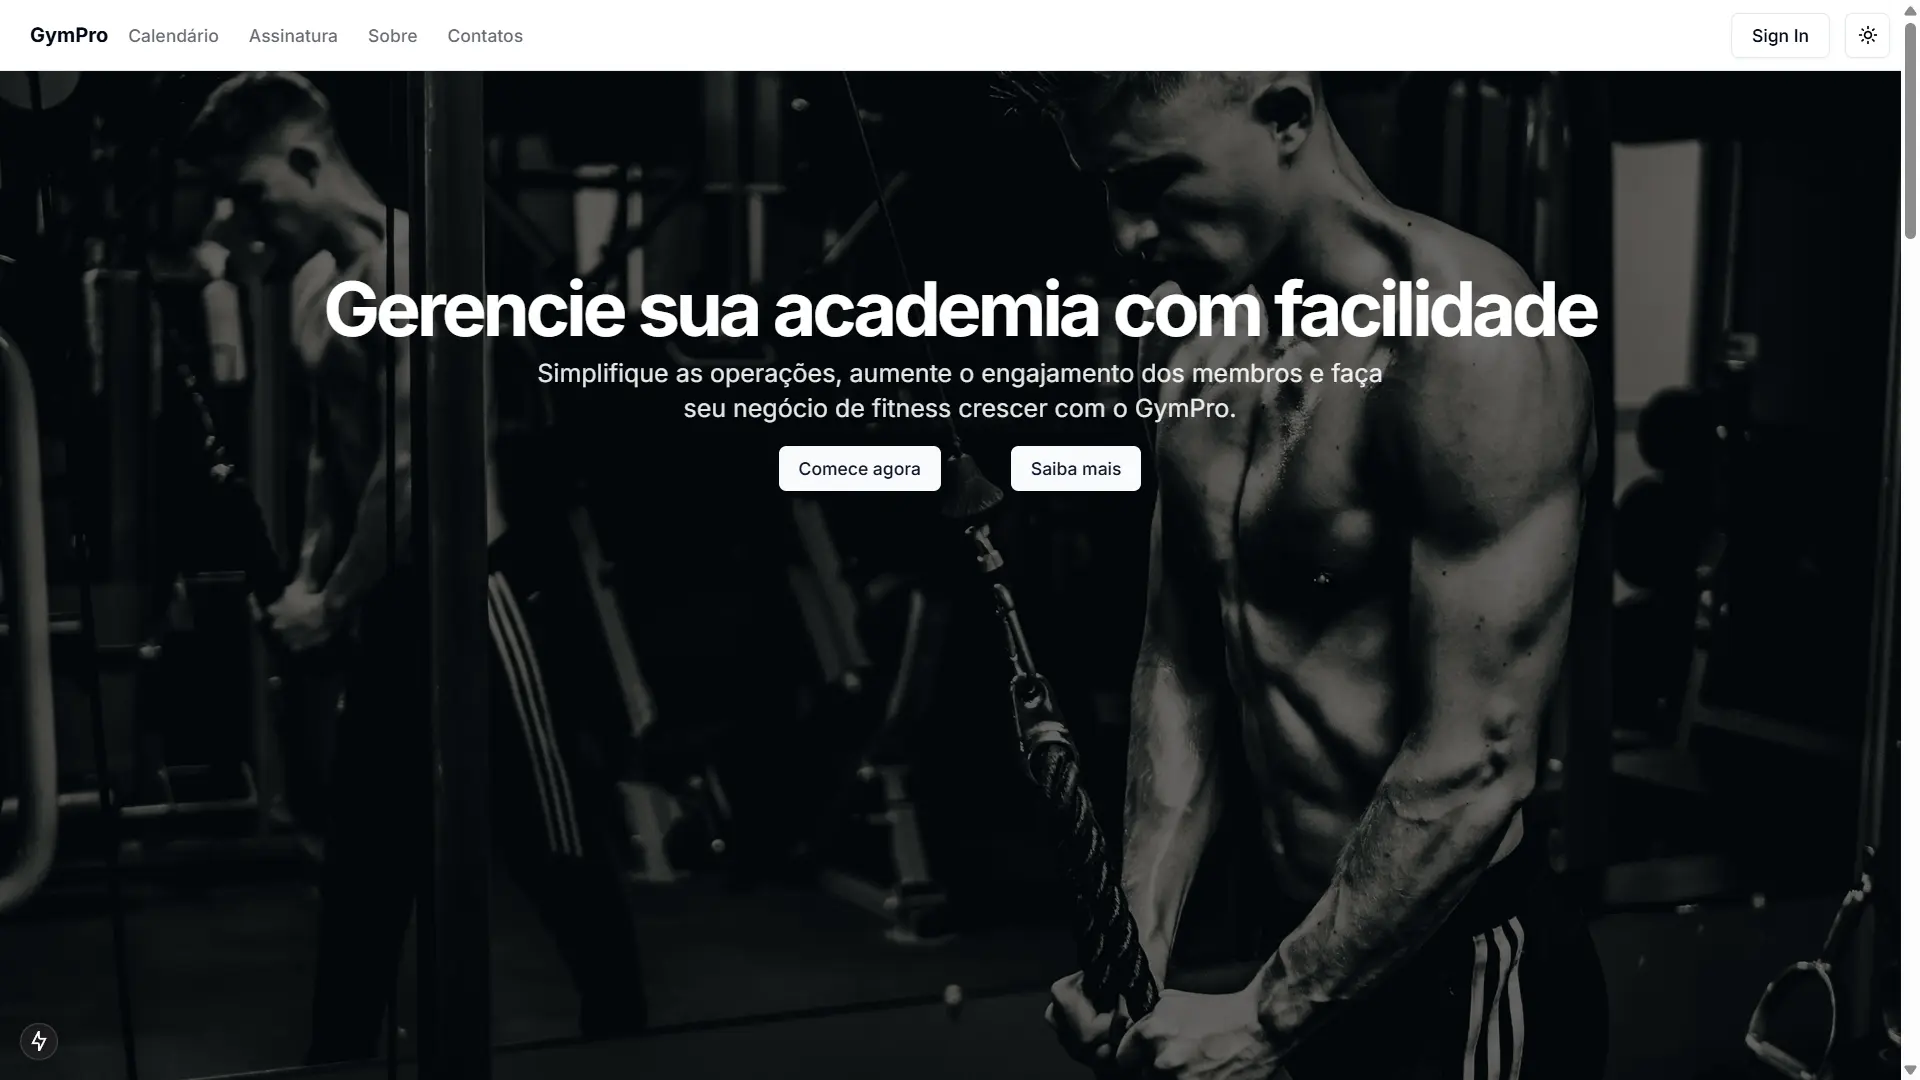 GymPro
Calendário
Assinatura
Sobre
Contatos
Sign In
Gerencie sua academia com facilidade
Simplifique as operações, aumente o engajamento dos membros e faça
seu negócio de fitness crescer com o GymPro.
Comece agora
Saiba mais